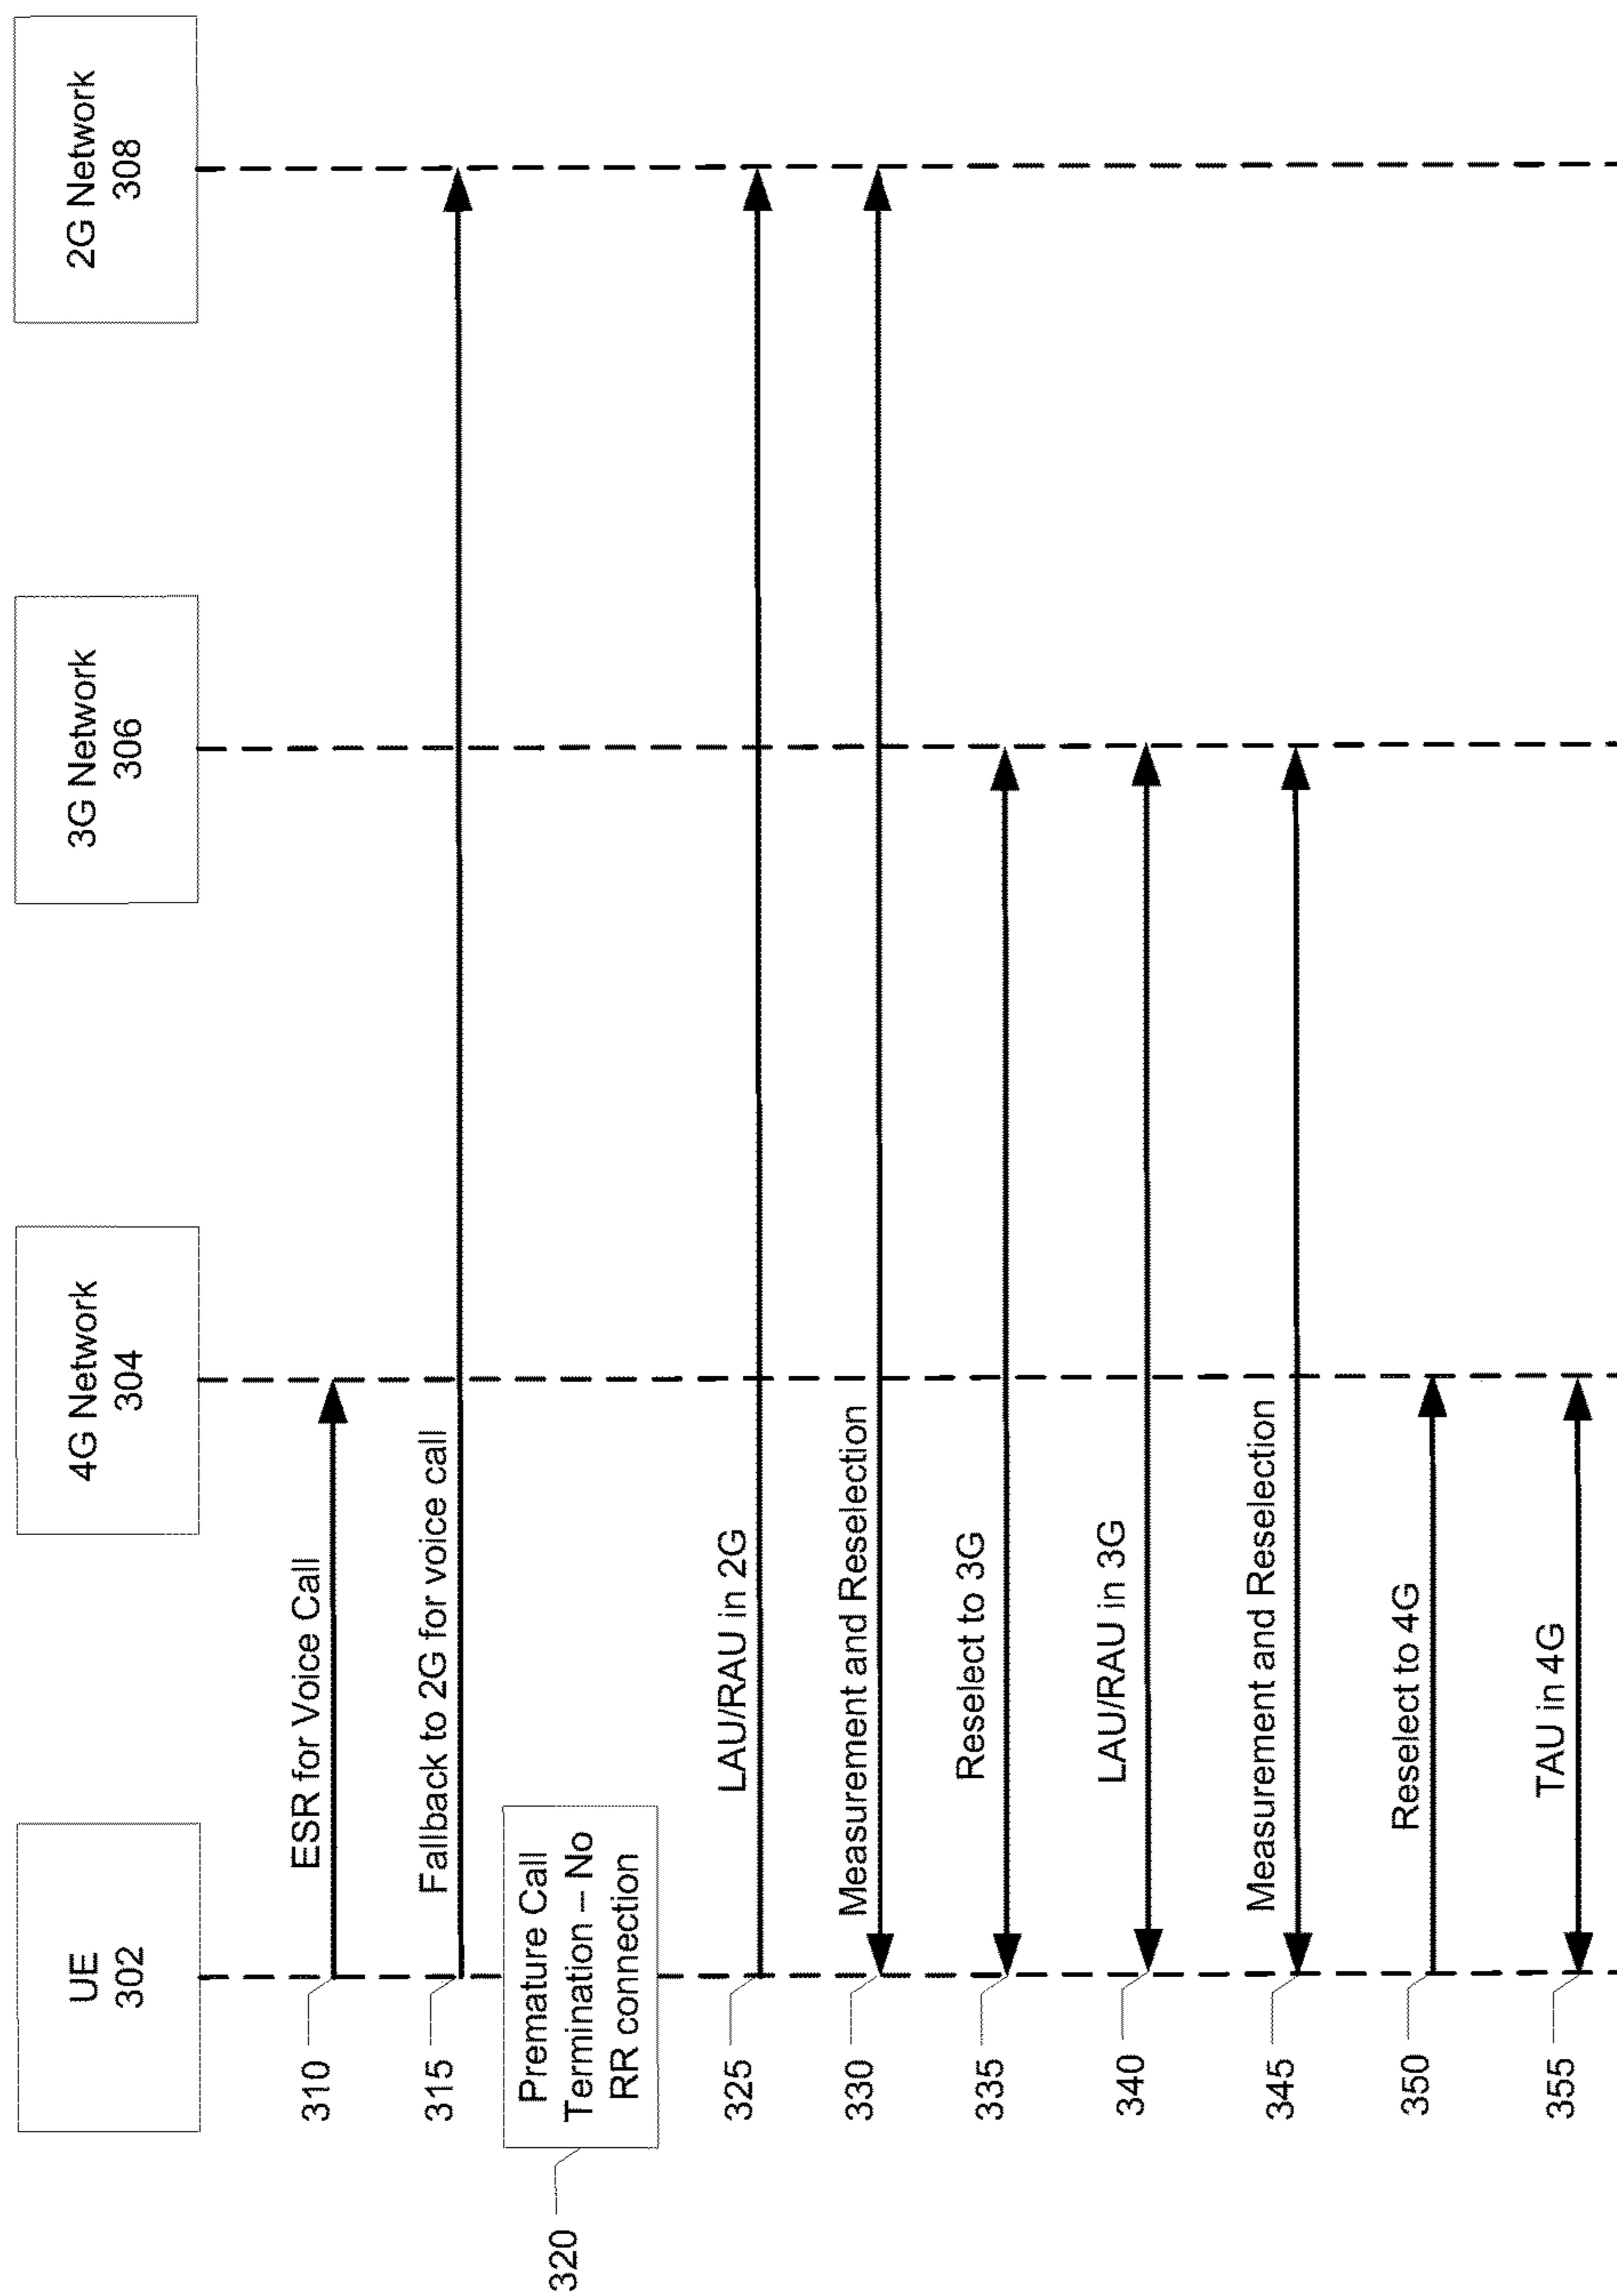 UE
302
4G Network
304
3G Network
306
2G Network
308
310
ESR for Voice Call
315
Fallback to 2G for voice call
320
Premature Call
Termination – No
RR connection
325
LAU/RAU in 2G
330
Measurement and Reselection
335
Reselect to 3G
340
LAU/RAU in 3G
345
Measurement and Reselection
350
Reselect to 4G
355
TAU in 4G